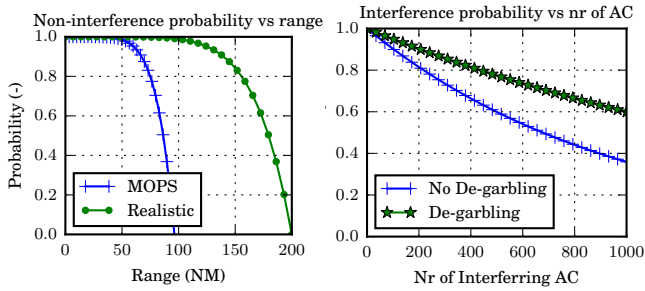 Non-interference probability vs range
1.0
0.8
0.6
0.4
0.2
0.0
Probability (-)
MOPS
Realistic
0 50 100 150 200
Range (NM)
Interference probability vs nr of AC
1.0
0.8
0.6
0.4
0.2
0.0
No De-garbling
De-garbling
0 200 400 600 800 1000
Nr of Interferring AC